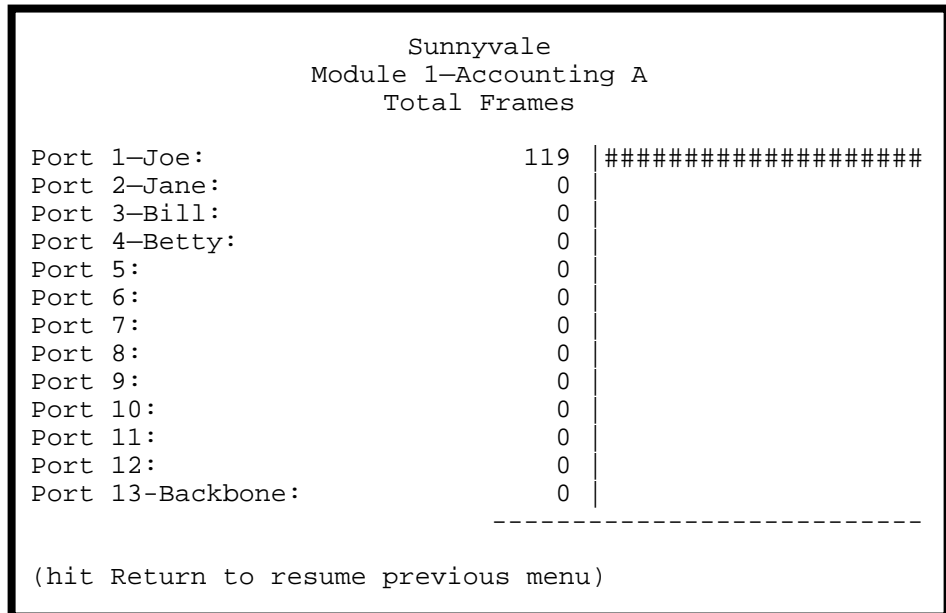 Sunnyvale
Module 1—Accounting A
Total Frames
Port 1—Joe: 119 |####################
Port 2—Jane: 0 |
Port 3—Bill: 0 |
Port 4—Betty: 0 |
Port 5: 0 |
Port 6: 0 |
Port 7: 0 |
Port 8: 0 |
Port 9: 0 |
Port 10: 0 |
Port 11: 0 |
Port 12: 0 |
Port 13-Backbone: 0 |
---------------------------
(hit Return to resume previous menu)